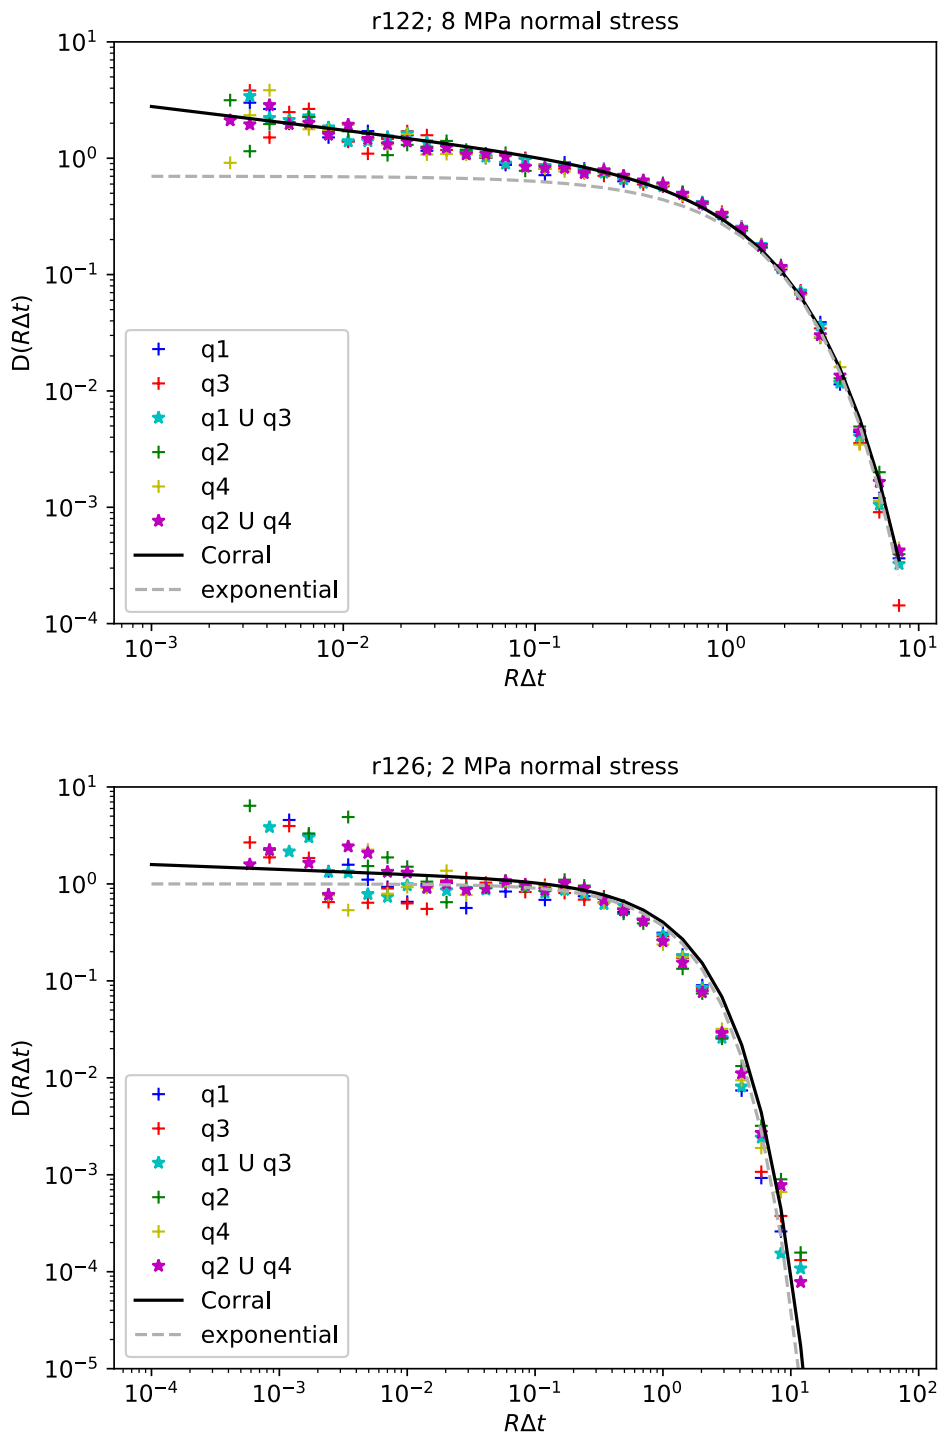 r122; 8 MPa normal stress
10^1
10^0
10^-1
10^-2
10^-3
10^-4
D(RΔt)
q1
q3
q1 U q3
q2
q4
q2 U q4
Corral
exponential
10^-3 10^-2 10^-1 10^0 10^1
RΔt
r126; 2 MPa normal stress
10^1
10^0
10^-1
10^-2
10^-3
10^-4
10^-5
D(RΔt)
q1
q3
q1 U q3
q2
q4
q2 U q4
Corral
exponential
10^-4 10^-3 10^-2 10^-1 10^0 10^1 10^2
RΔt